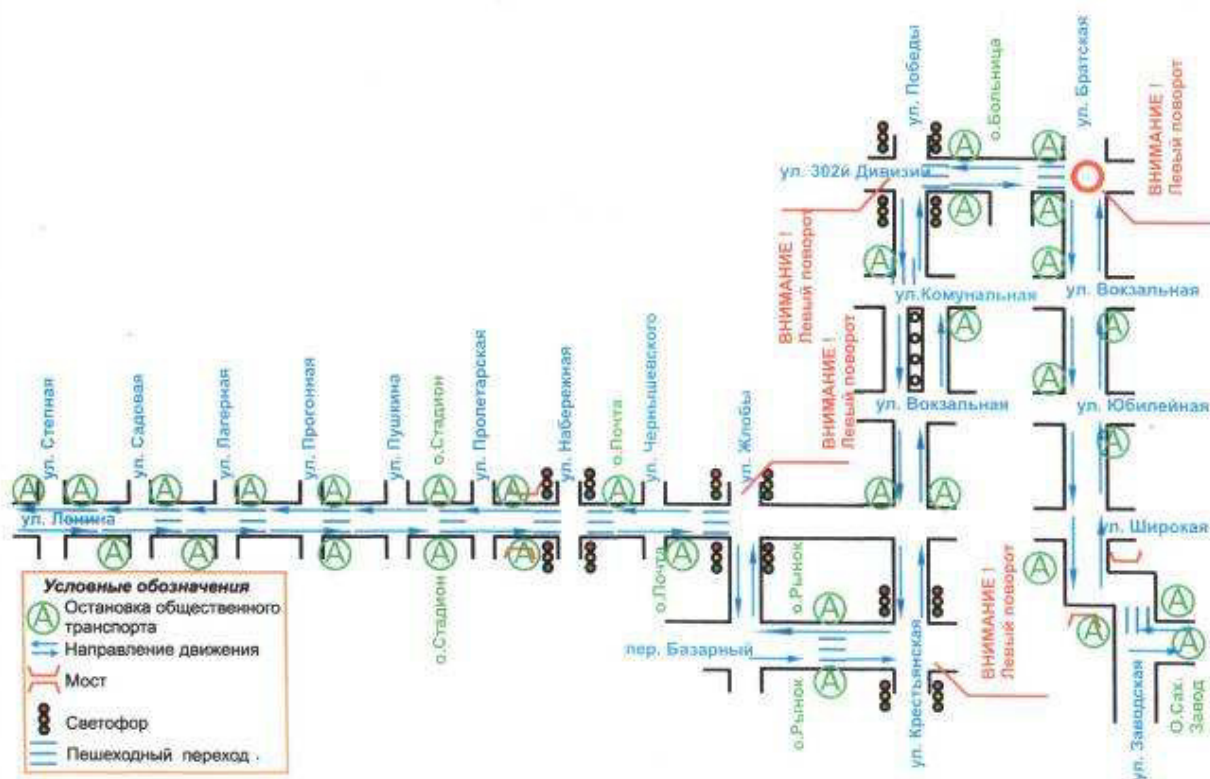 ул. Победы
о.Больница
ул. Братская
ВНИМАНИЕ !
Левый поворот
ул. 302й Дивизии
ВНИМАНИЕ !
Левый поворот
ул.Комунальная
ул. Вокзальная
ВНИМАНИЕ !
Левый поворот
ул. Вокзальная
ул. Юбилейная
ул. Степная
ул. Садовая
ул. Лагерная
ул. Прогонная
ул. Пушкина
о.Стадион
ул. Пролетарская
ул. Набережная
о.Почта
ул. Чернышевского
ул. Жлобы
ул. Ленина
ул. Широкая
о.Стадион
о.Почта
о.Рынок
ВНИМАНИЕ !
Левый поворот
пер. Базарный
о.Рынок
ул. Крестьянская
ул. Заводская
О.Сах.
Завод
Условные обозначения
А Остановка общественного
транспорта
Направление движения
Мост
Светофор
Пешеходный переход .